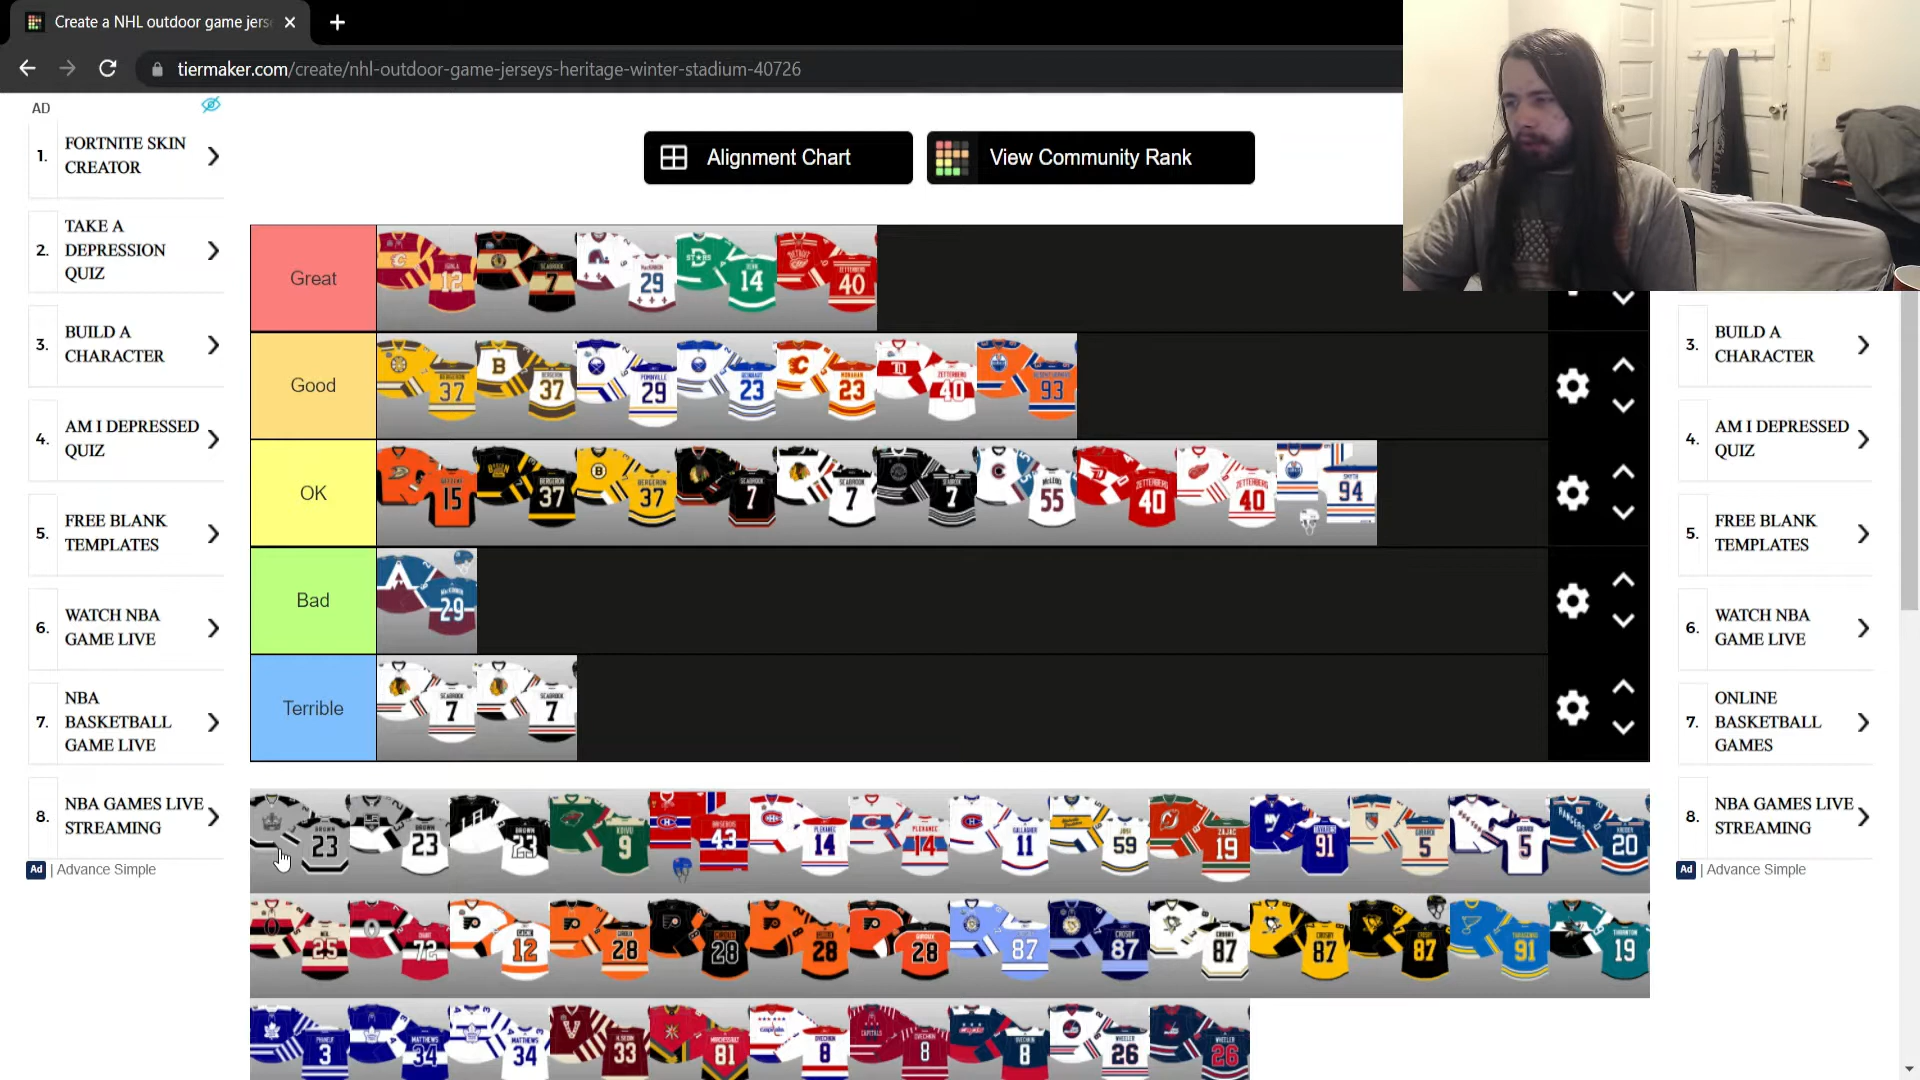 Create a NHL outdoor game jers
tiermaker.com/create/nhl-outdoor-game-jerseys-heritage-winter-stadium-40726
AD
1. FORTNITE SKIN
CREATOR
2. TAKE A
DEPRESSION
QUIZ
3. BUILD A
CHARACTER
4. AM I DEPRESSED
QUIZ
5. FREE BLANK
TEMPLATES
6. WATCH NBA
GAME LIVE
7. NBA
BASKETBALL
GAME LIVE
8. NBA GAMES LIVE
STREAMING
Ad | Advance Simple
Alignment Chart
View Community Rank
Great
12 7 29 14 40
Good
37 37 29 23 23 40 93
OK
15 37 37 7 7 7 55 40 40 94
Bad
29
Terrible
7 7
23 23 23 9 43 14 14 11 59 19 91 5 5 20
25 72 12 28 28 28 28 87 87 87 87 87 91 19
3 34 34 33 81 8 8 8 26 26
3. BUILD A
CHARACTER
4. AM I DEPRESSED
QUIZ
5. FREE BLANK
TEMPLATES
6. WATCH NBA
GAME LIVE
7. ONLINE
BASKETBALL
GAMES
8. NBA GAMES LIVE
STREAMING
Ad | Advance Simple